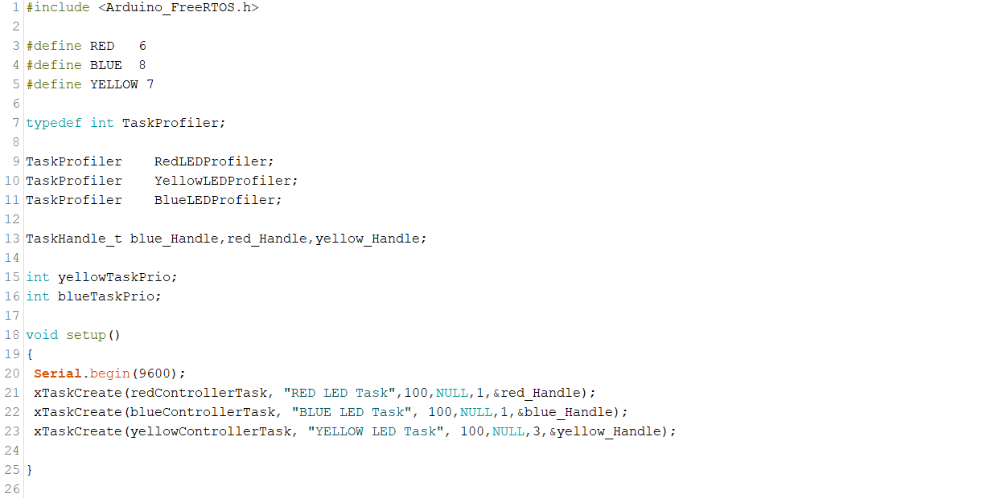 1 #include <Arduino_FreeRTOS.h>
2
3 #define RED   6
4 #define BLUE  8
5 #define YELLOW 7
6
7 typedef int TaskProfiler;
8
9 TaskProfiler    RedLEDProfiler;
10 TaskProfiler    YellowLEDProfiler;
11 TaskProfiler    BlueLEDProfiler;
12
13 TaskHandle_t blue_Handle,red_Handle,yellow_Handle;
14
15 int yellowTaskPrio;
16 int blueTaskPrio;
17
18 void setup()
19 {
20  Serial.begin(9600);
21  xTaskCreate(redControllerTask, "RED LED Task",100,NULL,1,&red_Handle);
22  xTaskCreate(blueControllerTask, "BLUE LED Task", 100,NULL,1,&blue_Handle);
23  xTaskCreate(yellowControllerTask, "YELLOW LED Task", 100,NULL,3,&yellow_Handle);
24
25 }
26